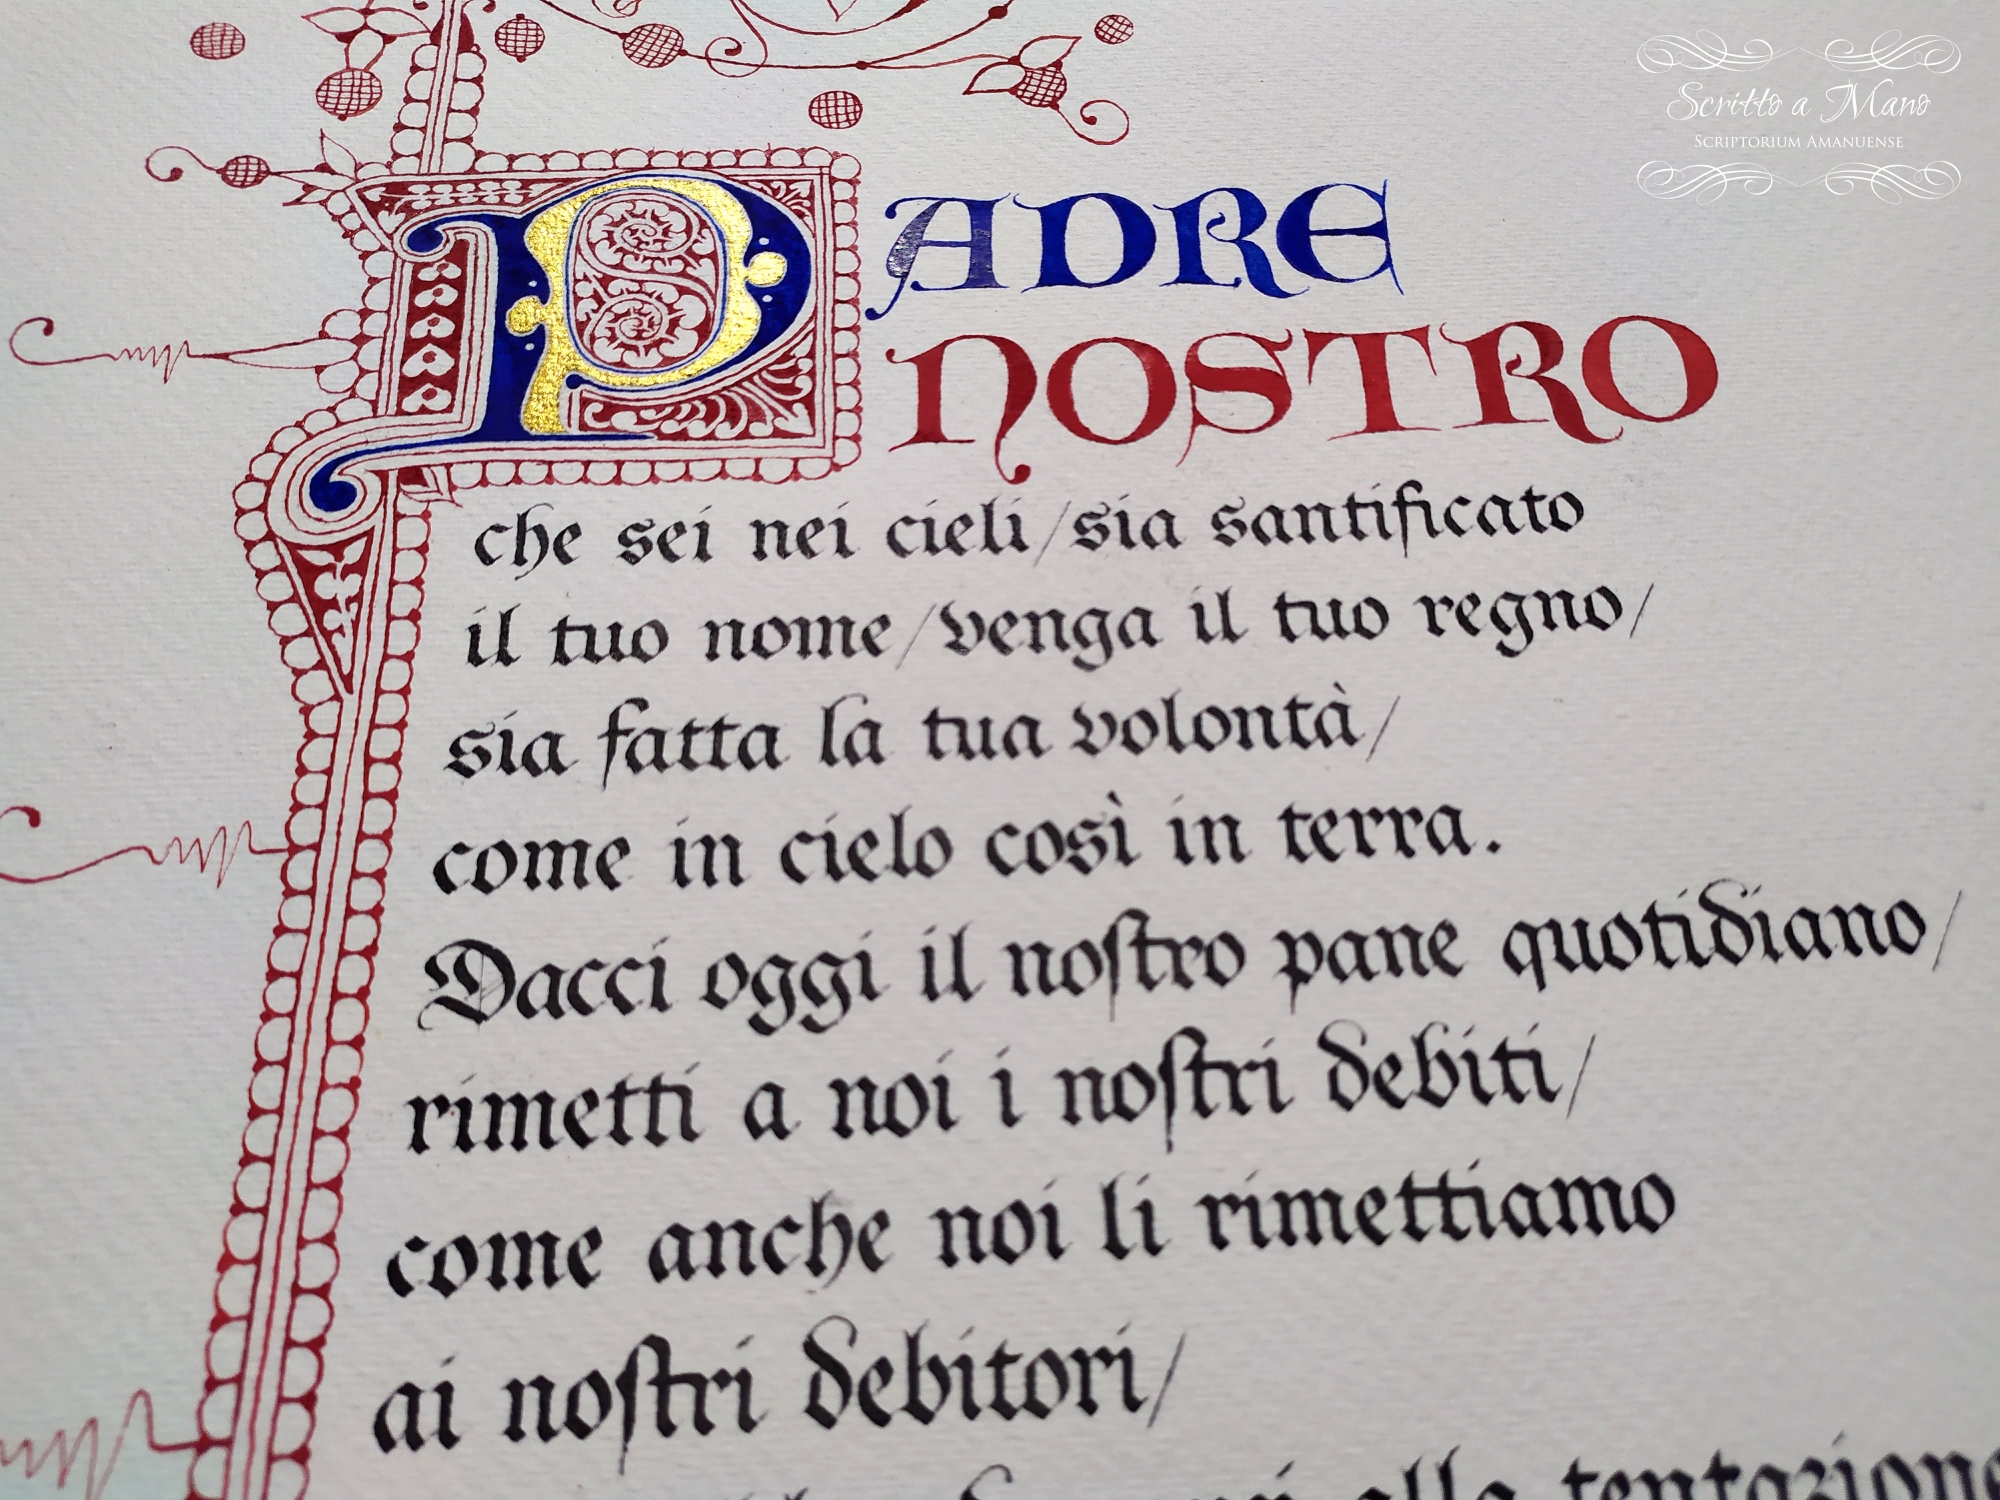 Scritto a Mano
SCRIPTORIUM AMANUENSE
PADRE
NOSTRO
che sei nei cieli/sia santificato
il tuo nome/venga il tuo regno/
sia fatta la tua volontà/
come in cielo così in terra.
Dacci oggi il noſtro pane quotidiano/
rimetti a noi i noſtri debiti/
come anche noi li rimettiamo
ai noſtri debitori/
alla tentazione